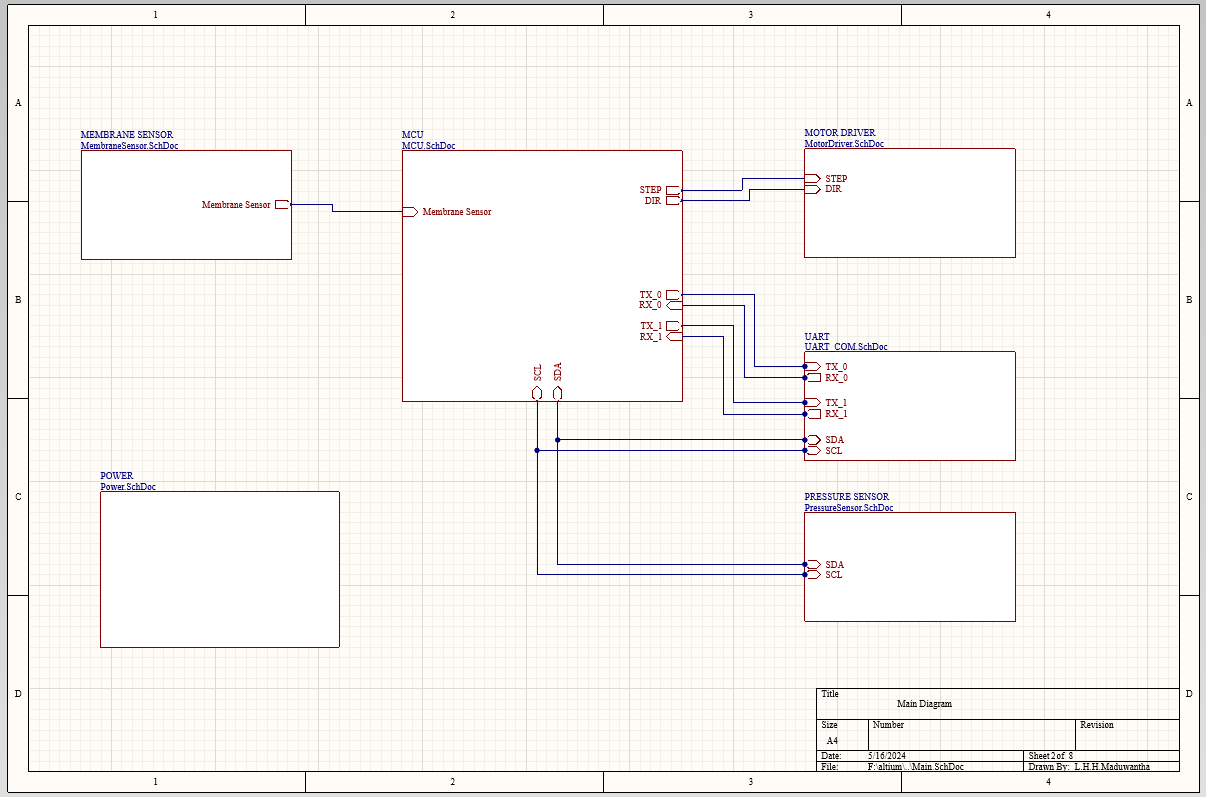 1 2 3 4
A A
MEMBRANE SENSOR
MembraneSensor.SchDoc
Membrane Sensor
MCU
MCU.SchDoc
Membrane Sensor
STEP
DIR
TX_0
RX_0
TX_1
RX_1
SCL
SDA
MOTOR DRIVER
MotorDriver.SchDoc
STEP
DIR
B B
UART
UART_COM.SchDoc
TX_0
RX_0
TX_1
RX_1
SDA
SCL
C C
POWER
Power.SchDoc
PRESSURE SENSOR
PressureSensor.SchDoc
SDA
SCL
D D
Title
Main Diagram
Size Number Revision
A4
Date: 5/16/2024 Sheet 2 of 8
File: F:\altium\..\Main.SchDoc Drawn By: L.H.H.Maduwantha
1 2 3 4